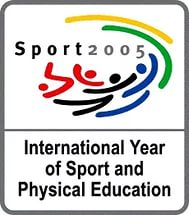 Sport2005
International Year
of Sport and
Physical Education